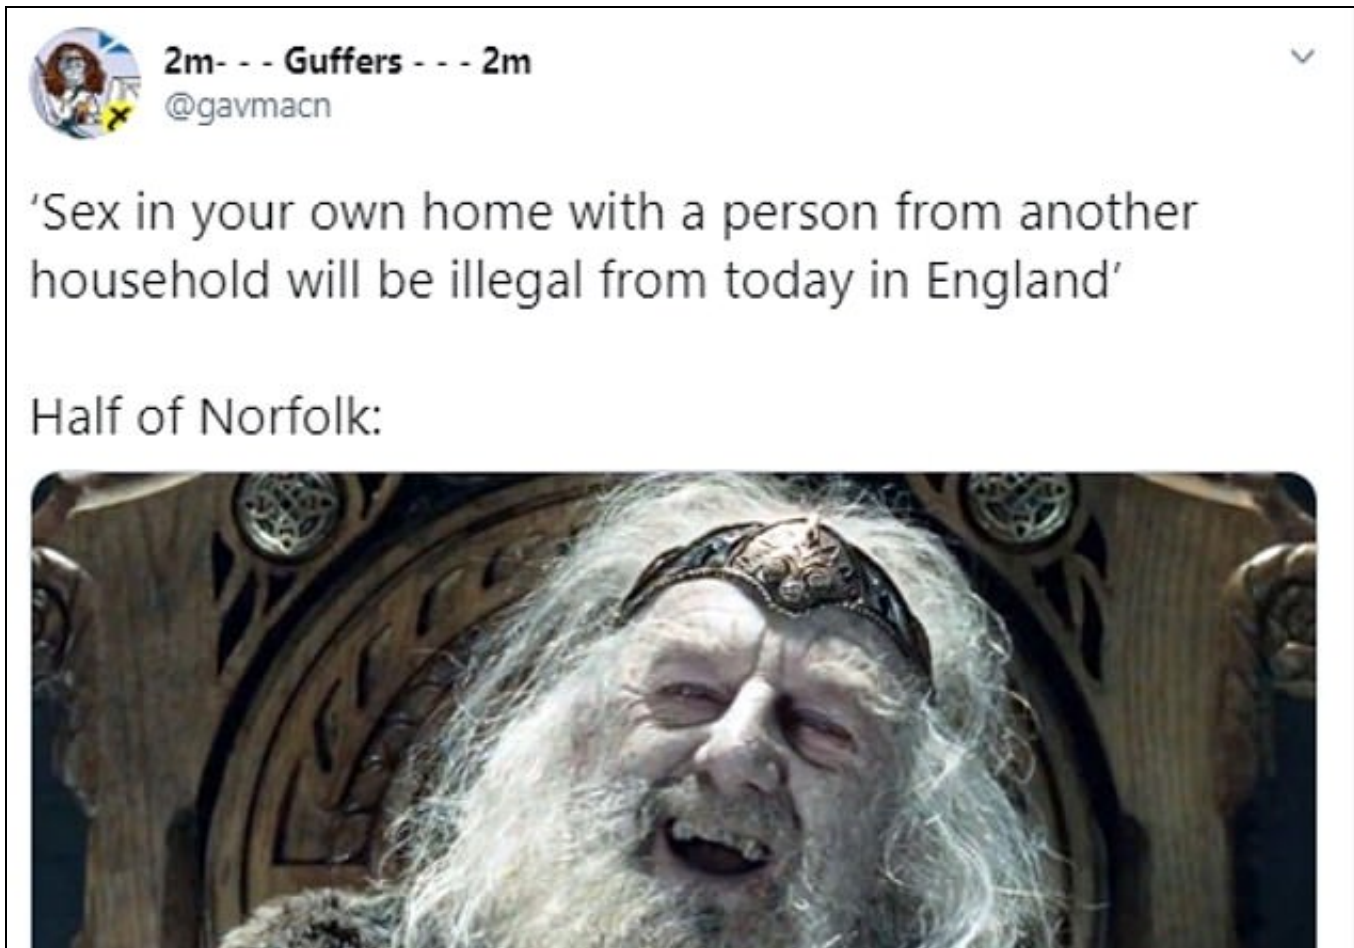 2m- - - Guffers - - - 2m
@gavmacn
‘Sex in your own home with a person from another
household will be illegal from today in England’
Half of Norfolk: